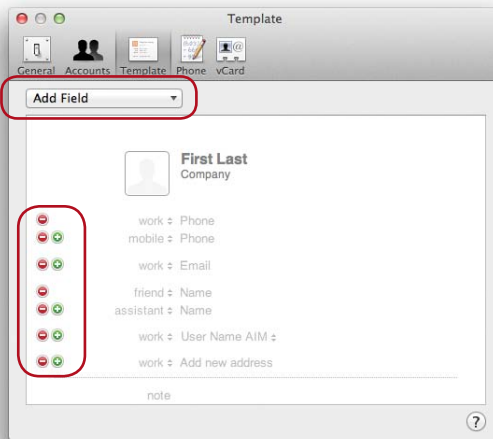 Template
General Accounts Template Phone vCard
Add Field
First Last
Company
work Phone
mobile Phone
work Email
friend Name
assistant Name
work User Name AIM
work Add new address
note
?